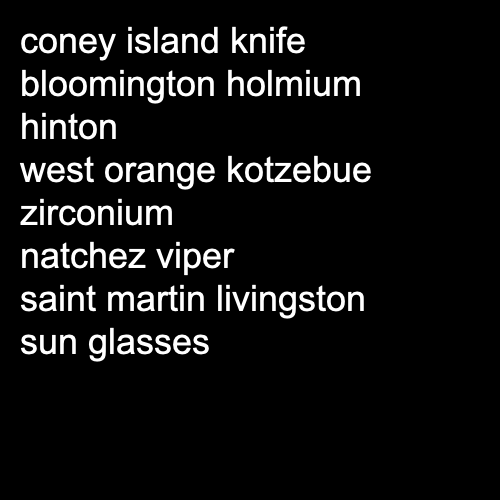 coney island knife
bloomington holmium
hinton
west orange kotzebue
zirconium
natchez viper
saint martin livingston
sun glasses